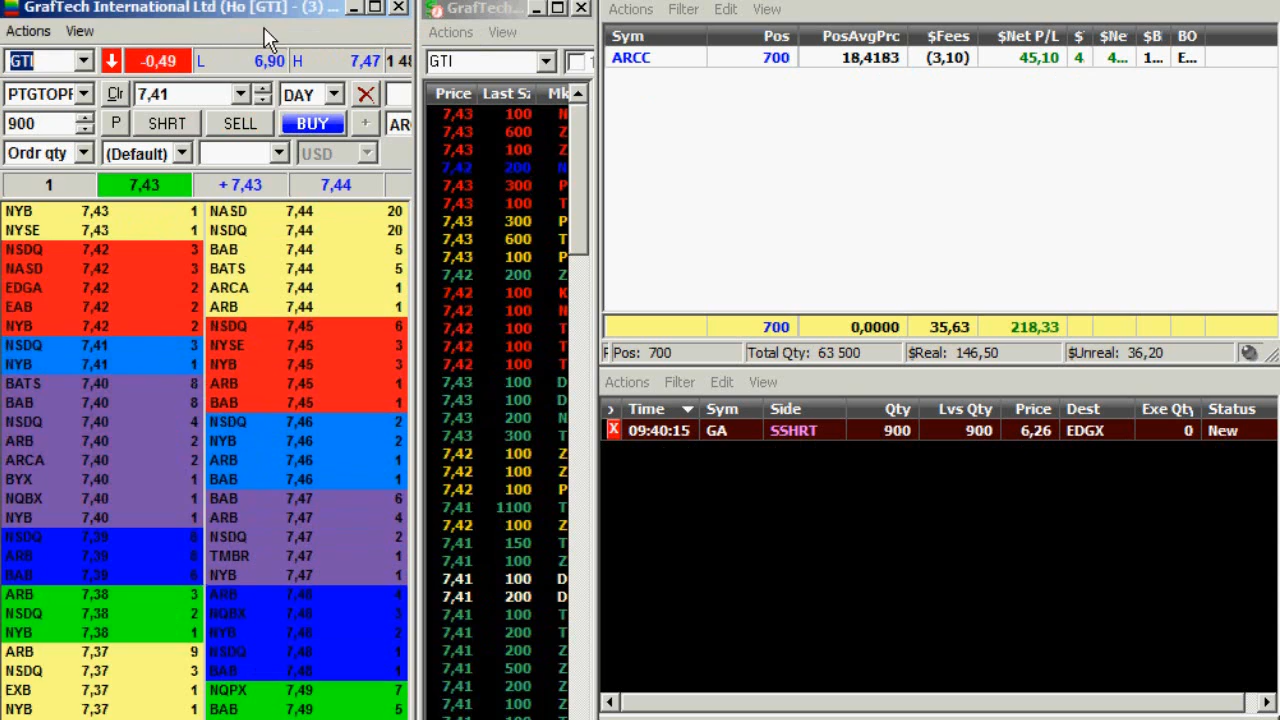 GrafTech International Ltd (Ho [GTI] - (3) ...
Actions View
GTI -0,49 L 6,90 H 7,47
Clr 7,41 DAY
900 P SHRT SELL BUY +
Ordr qty (Default) USD
1 7,43 + 7,43 7,44
NYB 7,43 1 NASD 7,44 20
NYSE 7,43 1 NSDQ 7,44 20
NSDQ 7,42 3 BAB 7,44 5
NASD 7,42 3 BATS 7,44 5
EDGA 7,42 2 ARCA 7,44 1
EAB 7,42 2 ARB 7,44 1
NYB 7,42 2 NSDQ 7,45 6
NSDQ 7,41 3 NYSE 7,45 3
NYB 7,41 1 NYB 7,45 3
BATS 7,40 8 ARB 7,45 1
BAB 7,40 8 BAB 7,45 1
NSDQ 7,40 4 NSDQ 7,46 2
ARB 7,40 2 NYB 7,46 2
ARCA 7,40 2 ARB 7,46 1
BYX 7,40 1 BAB 7,46 1
NQBX 7,40 1 BAB 7,47 6
NYB 7,40 1 ARB 7,47 4
NSDQ 7,39 NSDQ 7,47 2
ARB 7,39 TMBR 7,47 1
BAB 7,39 NYB 7,47 1
ARB 7,38 3 ARB 7,48 4
NSDQ 7,38 2 NQBX 7,48 3
NYB 7,38 1 NYB 7,48 2
ARB 7,37 9 NSDQ 7,48 1
NSDQ 7,37 3 BAB 7,48 1
EXB 7,37 1 NQPX 7,49 7
NYB 7,37 1 BAB 7,49 5
GrafTech...
Actions View
GTI
Price Last Sz
7,43 100 N
7,43 600 Z
7,43 100 Z
7,42 200 N
7,43 300 P
7,43 100 T
7,43 300 P
7,43 600 T
7,43 100 P
7,42 200 Z
7,42 100 K
7,42 100 N
7,42 100 T
7,42 100 T
7,42 100 T
7,43 100 D
7,43 100 D
7,43 200 N
7,43 300 T
7,42 100 Z
7,42 100 Z
7,42 100 P
7,41 1100 T
7,42 100 Z
7,41 150 T
7,41 100 Z
7,41 100 D
7,41 200 D
7,41 100 T
7,41 200 T
7,41 500 Z
7,41 200 Z
7,41 100 Z
7,41 200 T
Actions Filter Edit View
Sym Pos PosAvgPrc $Fees $Net P/L $Ne $B BO
ARCC 700 18,4183 (3,10) 45,10 4 4... 1... E...
700 0,0000 35,63 218,33
Pos: 700 Total Qty: 63 500 $Real: 146,50 $Unreal: 36,20
Actions Filter Edit View
› Time Sym Side Qty Lvs Qty Price Dest Exe Qty Status
X 09:40:15 GA SSHRT 900 900 6,26 EDGX 0 New